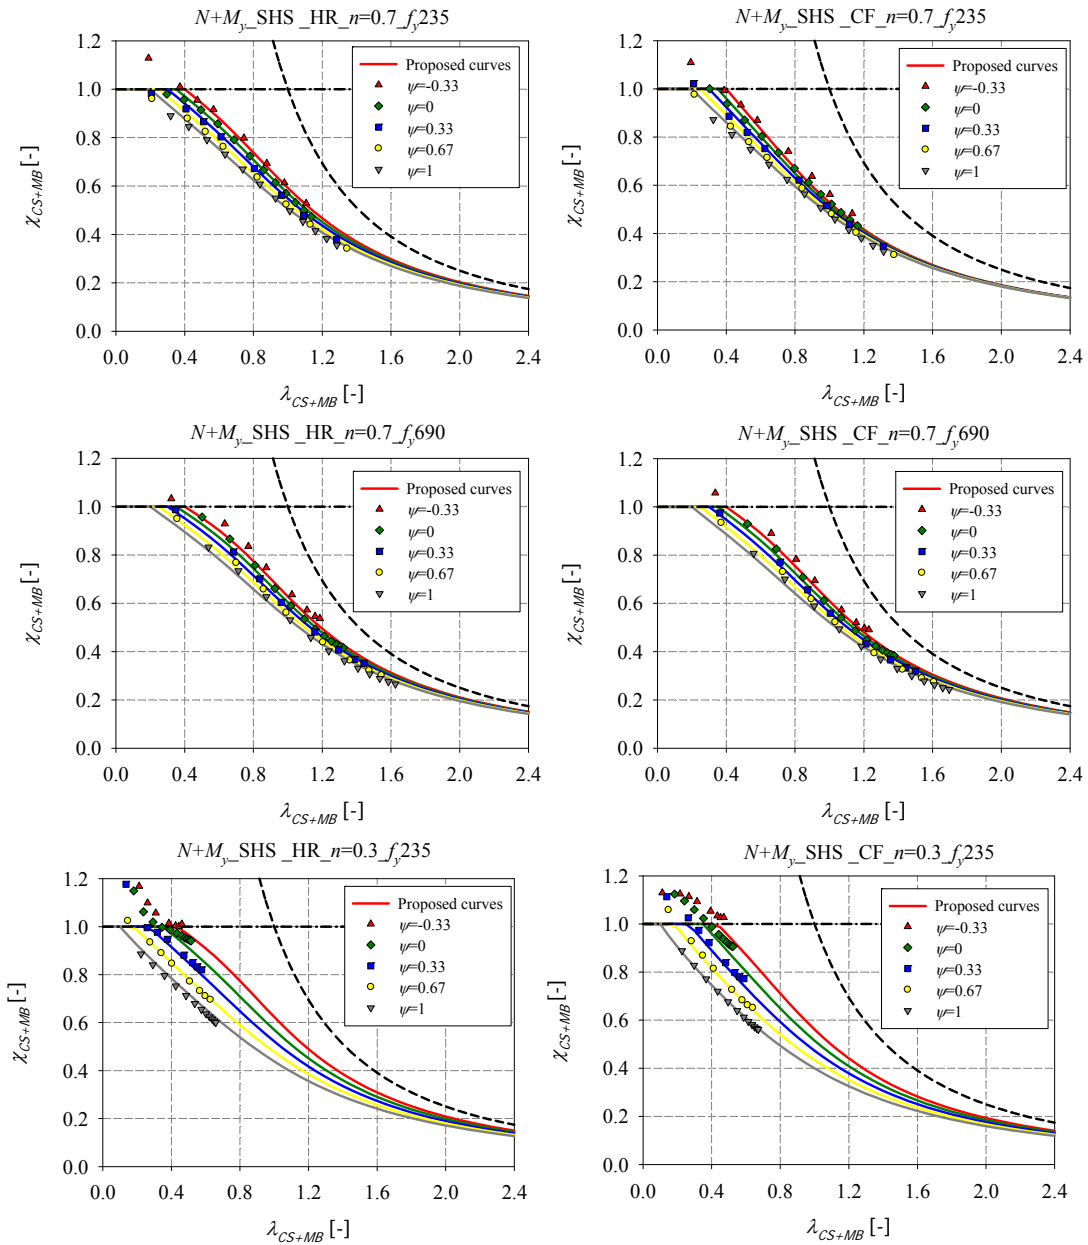 N+My_SHS _HR_n=0.7_fy235
1.2
1.0
0.8
0.6
0.4
0.2
0.0
χCS+MB [-]
Proposed curves
ψ=-0.33
ψ=0
ψ=0.33
ψ=0.67
ψ=1
0.0 0.4 0.8 1.2 1.6 2.0 2.4
λCS+MB [-]
N+My_SHS _CF_n=0.7_fy235
1.2
1.0
0.8
0.6
0.4
0.2
0.0
χCS+MB [-]
Proposed curves
ψ=-0.33
ψ=0
ψ=0.33
ψ=0.67
ψ=1
0.0 0.4 0.8 1.2 1.6 2.0 2.4
λCS+MB [-]
N+My_SHS _HR_n=0.7_fy690
1.2
1.0
0.8
0.6
0.4
0.2
0.0
χCS+MB [-]
Proposed curves
ψ=-0.33
ψ=0
ψ=0.33
ψ=0.67
ψ=1
0.0 0.4 0.8 1.2 1.6 2.0 2.4
λCS+MB [-]
N+My_SHS _CF_n=0.7_fy690
1.2
1.0
0.8
0.6
0.4
0.2
0.0
χCS+MB [-]
Proposed curves
ψ=-0.33
ψ=0
ψ=0.33
ψ=0.67
ψ=1
0.0 0.4 0.8 1.2 1.6 2.0 2.4
λCS+MB [-]
N+My_SHS _HR_n=0.3_fy235
1.2
1.0
0.8
0.6
0.4
0.2
0.0
χCS+MB [-]
Proposed curves
ψ=-0.33
ψ=0
ψ=0.33
ψ=0.67
ψ=1
0.0 0.4 0.8 1.2 1.6 2.0 2.4
λCS+MB [-]
N+My_SHS _CF_n=0.3_fy235
1.2
1.0
0.8
0.6
0.4
0.2
0.0
χCS+MB [-]
Proposed curves
ψ=-0.33
ψ=0
ψ=0.33
ψ=0.67
ψ=1
0.0 0.4 0.8 1.2 1.6 2.0 2.4
λCS+MB [-]